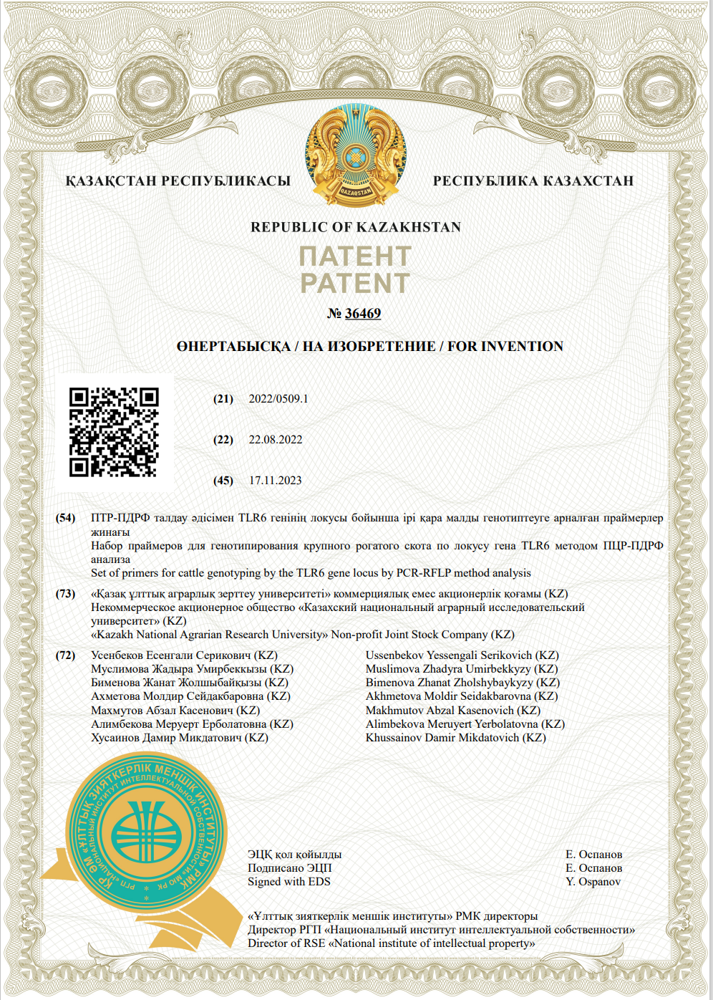 ҚАЗАҚСТАН РЕСПУБЛИКАСЫ
РЕСПУБЛИКА КАЗАХСТАН
QAZAQSTAN
REPUBLIC OF KAZAKHSTAN
ПАТЕНТ
PATENT
№ 36469
ӨНЕРТАБЫСҚА / НА ИЗОБРЕТЕНИЕ / FOR INVENTION
(21) 2022/0509.1
(22) 22.08.2022
(45) 17.11.2023
(54) ПТР-ПДРФ талдау әдісімен TLR6 генінің локусы бойынша ірі қара малды генотиптеуге арналған праймерлер
жинағы
Набор праймеров для генотипирования крупного рогатого скота по локусу гена TLR6 методом ПЦР-ПДРФ
анализа
Set of primers for cattle genotyping by the TLR6 gene locus by PCR-RFLP method analysis
(73) «Қазақ ұлттық аграрлық зерттеу университеті» коммерциялық емес акционерлік қоғамы (KZ)
Некоммерческое акционерное общество «Казахский национальный аграрный исследовательский
университет» (KZ)
«Kazakh National Agrarian Research University» Non-profit Joint Stock Company (KZ)
(72) Усенбеков Есенгали Серикович (KZ) Ussenbekov Yessengali Serikovich (KZ)
Муслимова Жадыра Умирбеккызы (KZ) Muslimova Zhadyra Umirbekkyzy (KZ)
Бименова Жанат Жолшыбайқызы (KZ) Bimenova Zhanat Zholshybaykyzy (KZ)
Ахметова Молдир Сейдакбаровна (KZ) Akhmetova Moldir Seidakbarovna (KZ)
Махмутов Абзал Касенович (KZ) Makhmutov Abzal Kasenovich (KZ)
Алимбекова Меруерт Ерболатовна (KZ) Alimbekova Meruyert Yerbolatovna (KZ)
Хусаинов Дамир Микдатович (KZ) Khussainov Damir Mikdatovich (KZ)
ҚР ӘМ «ҰЛТТЫҚ ЗИЯТКЕРЛІК МЕНШІК ИНСТИТУТЫ» РМК
РГП «НАЦИОНАЛЬНЫЙ ИНСТИТУТ ИНТЕЛЛЕКТУАЛЬНОЙ СОБСТВЕННОСТИ» МЮ РК
ЭЦҚ қол қойылды Е. Оспанов
Подписано ЭЦП Е. Оспанов
Signed with EDS Y. Ospanov
«Ұлттық зияткерлік меншік институты» РМК директоры
Директор РГП «Национальный институт интеллектуальной собственности»
Director of RSE «National institute of intellectual property»